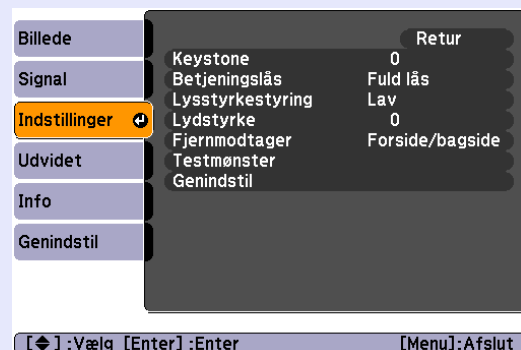 Billede
Signal
Indstillinger
Udvidet
Info
Genindstil
Retur
Keystone 0
Betjeningslås Fuld lås
Lysstyrkestyring Lav
Lydstyrke 0
Fjernmodtager Forside/bagside
Testmønster
Genindstil
[◆] :Vælg [Enter] :Enter [Menu]:Afslut